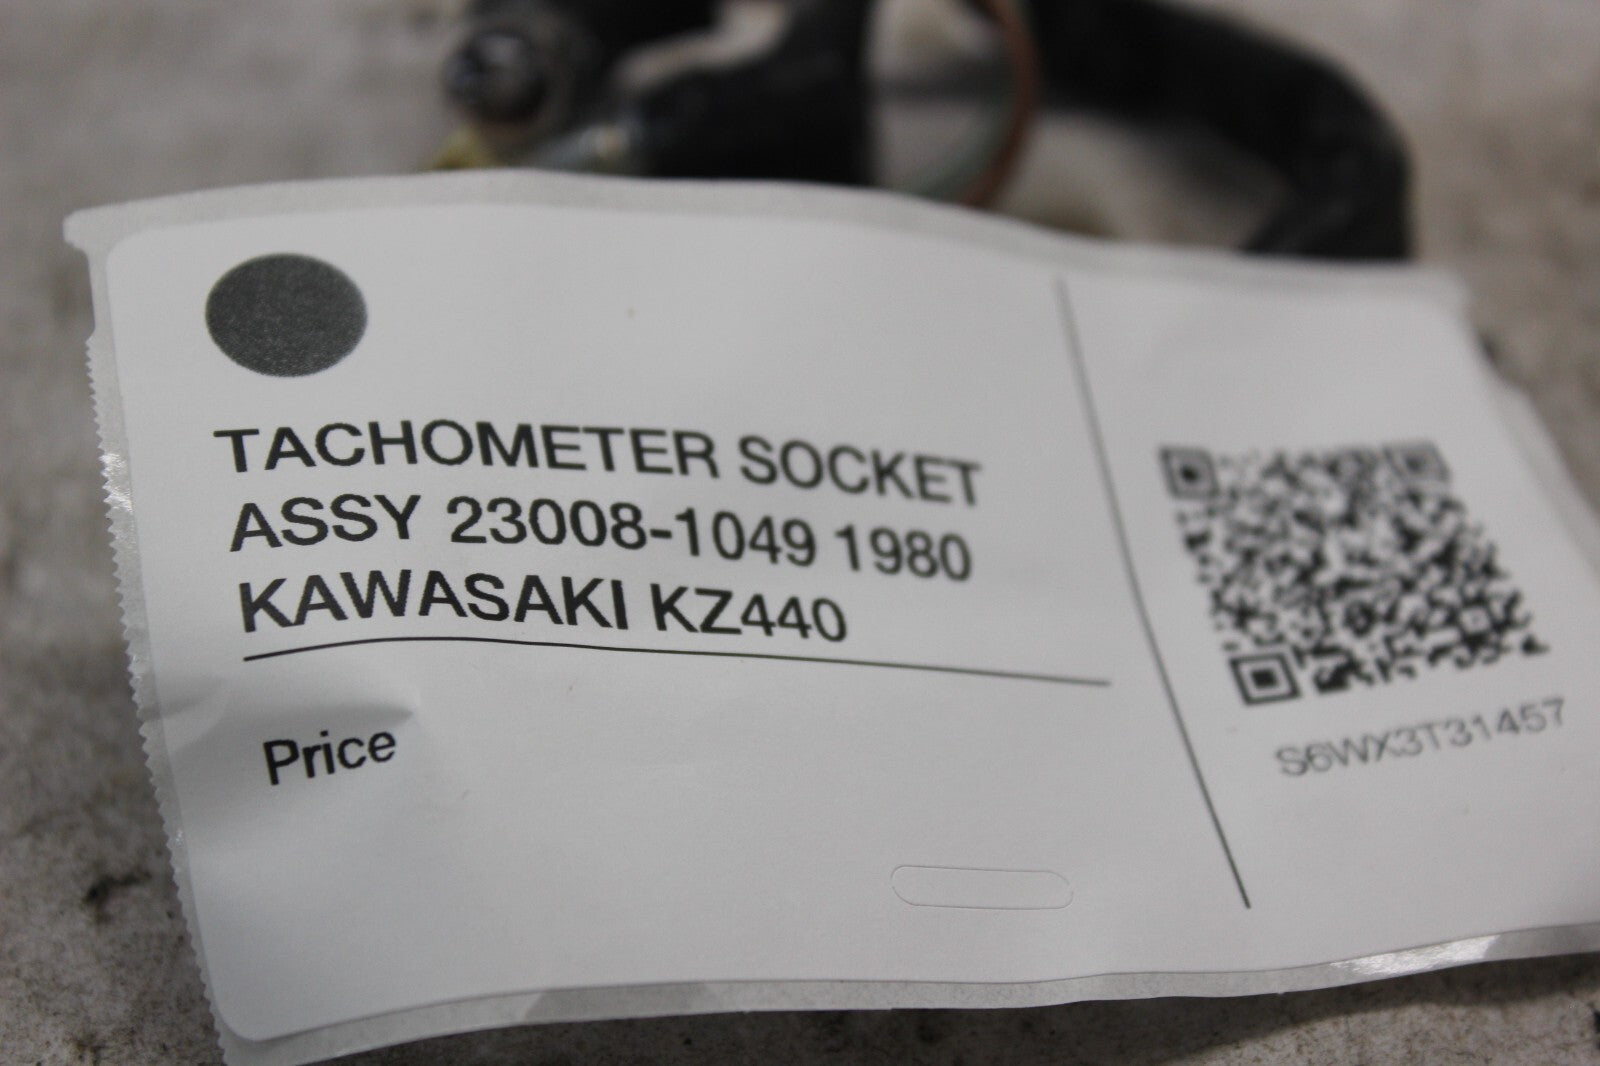 TACHOMETER SOCKET
ASSY 23008-1049 1980
KAWASAKI KZ440
Price
S6WX3T31457